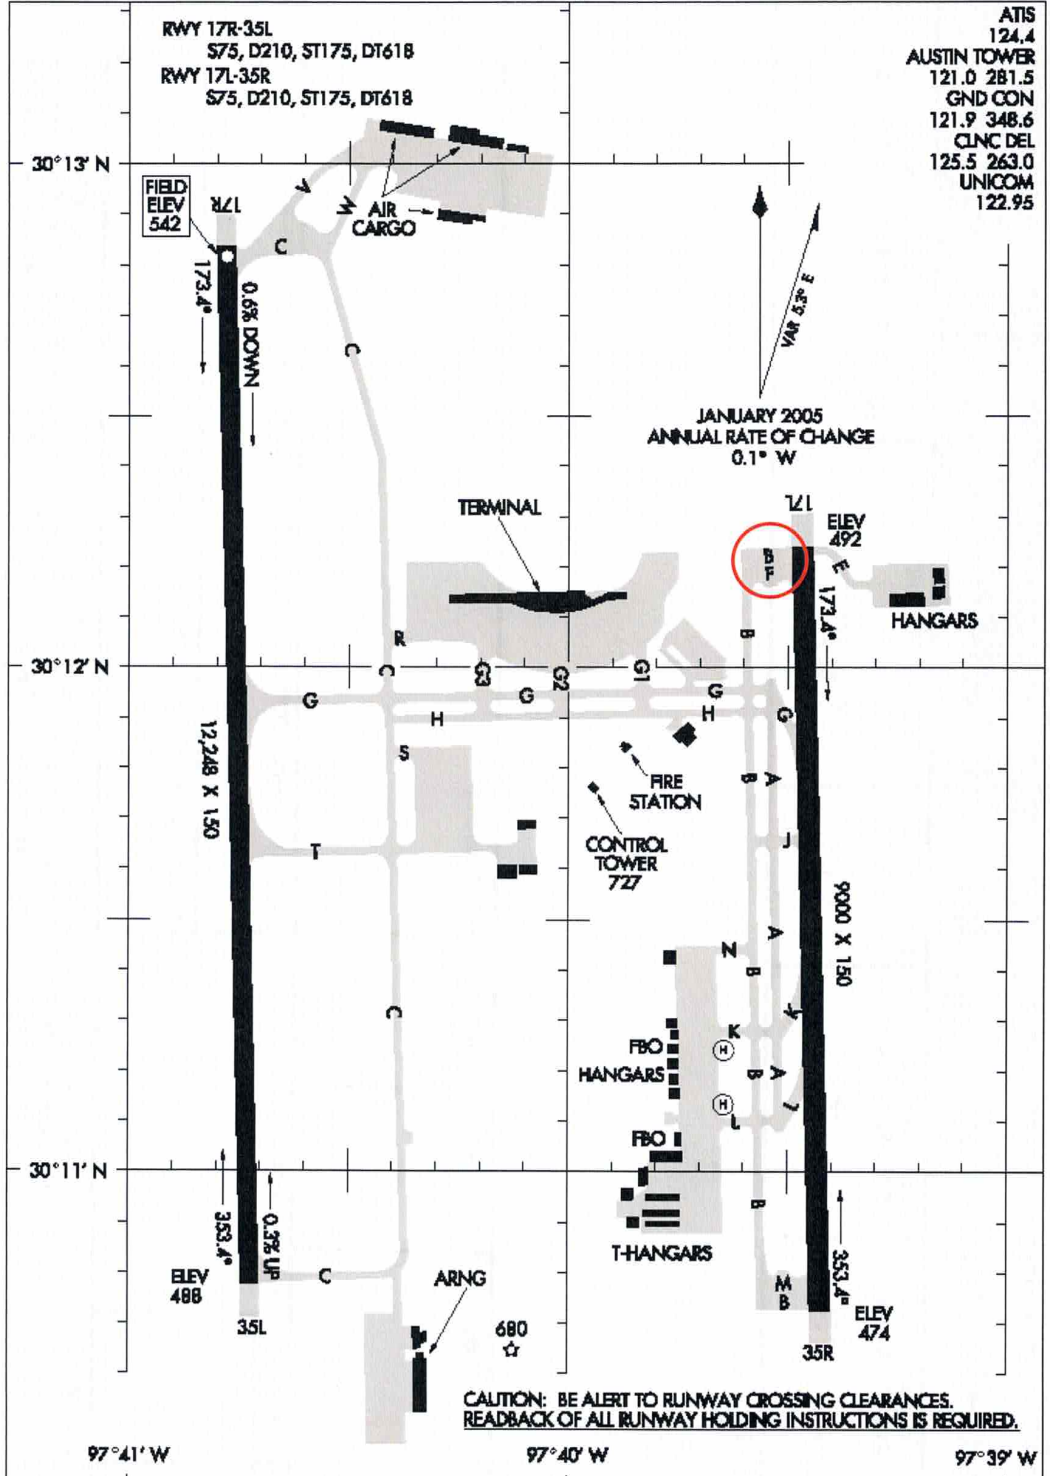 RWY 17R-35L
S75, D210, ST175, DT618
RWY 17L-35R
S75, D210, ST175, DT618
ATIS
124.4
AUSTIN TOWER
121.0 281.5
GND CON
121.9 348.6
CLNC DEL
125.5 263.0
UNICOM
122.95
30°13' N
FIELD
ELEV
542
17R
V
W
AIR
CARGO
C
173.4°
0.6% DOWN
VAR 5.3° E
C
JANUARY 2005
ANNUAL RATE OF CHANGE
0.1° W
TERMINAL
17L
ELEV
492
B
F
E
HANGARS
173.4°
B
R
30°12' N
C
G3
G2
G1
G
G
G
H
H
G
S
12,248 X 150
FIRE
STATION
B
A
CONTROL
TOWER
727
T
J
9000 X 150
A
N
B
C
K
K
FBO
HANGARS
H
B
A
H
L
L
FBO
30°11' N
B
353.4°
0.3% UP
T-HANGARS
353.4°
C
ELEV
488
ARNG
M
B
35L
680
ELEV
474
35R
CAUTION: BE ALERT TO RUNWAY CROSSING CLEARANCES.
READBACK OF ALL RUNWAY HOLDING INSTRUCTIONS IS REQUIRED.
97°41' W
97°40' W
97°39' W